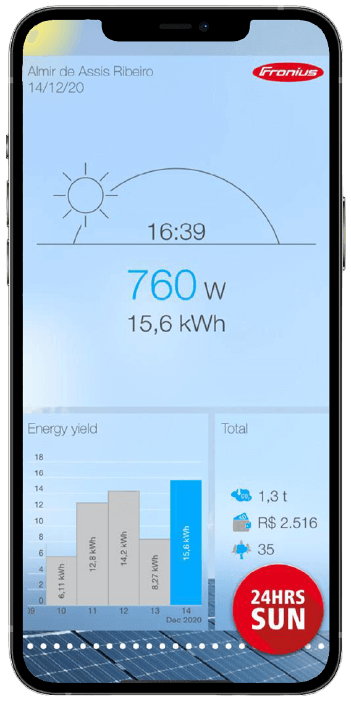 Almir de Assis Ribeiro
14/12/20
Fronius
16:39
760 W
15,6 kWh
Energy yield
18
16
14
12
10
8
6
4
2
0
6,11 kWh
12,8 kWh
14,2 kWh
8,27 kWh
15,6 kWh
09 10 11 12 13 14
Dec 2020
Total
1,3 t
R$ 2.516
35
24HRS
SUN